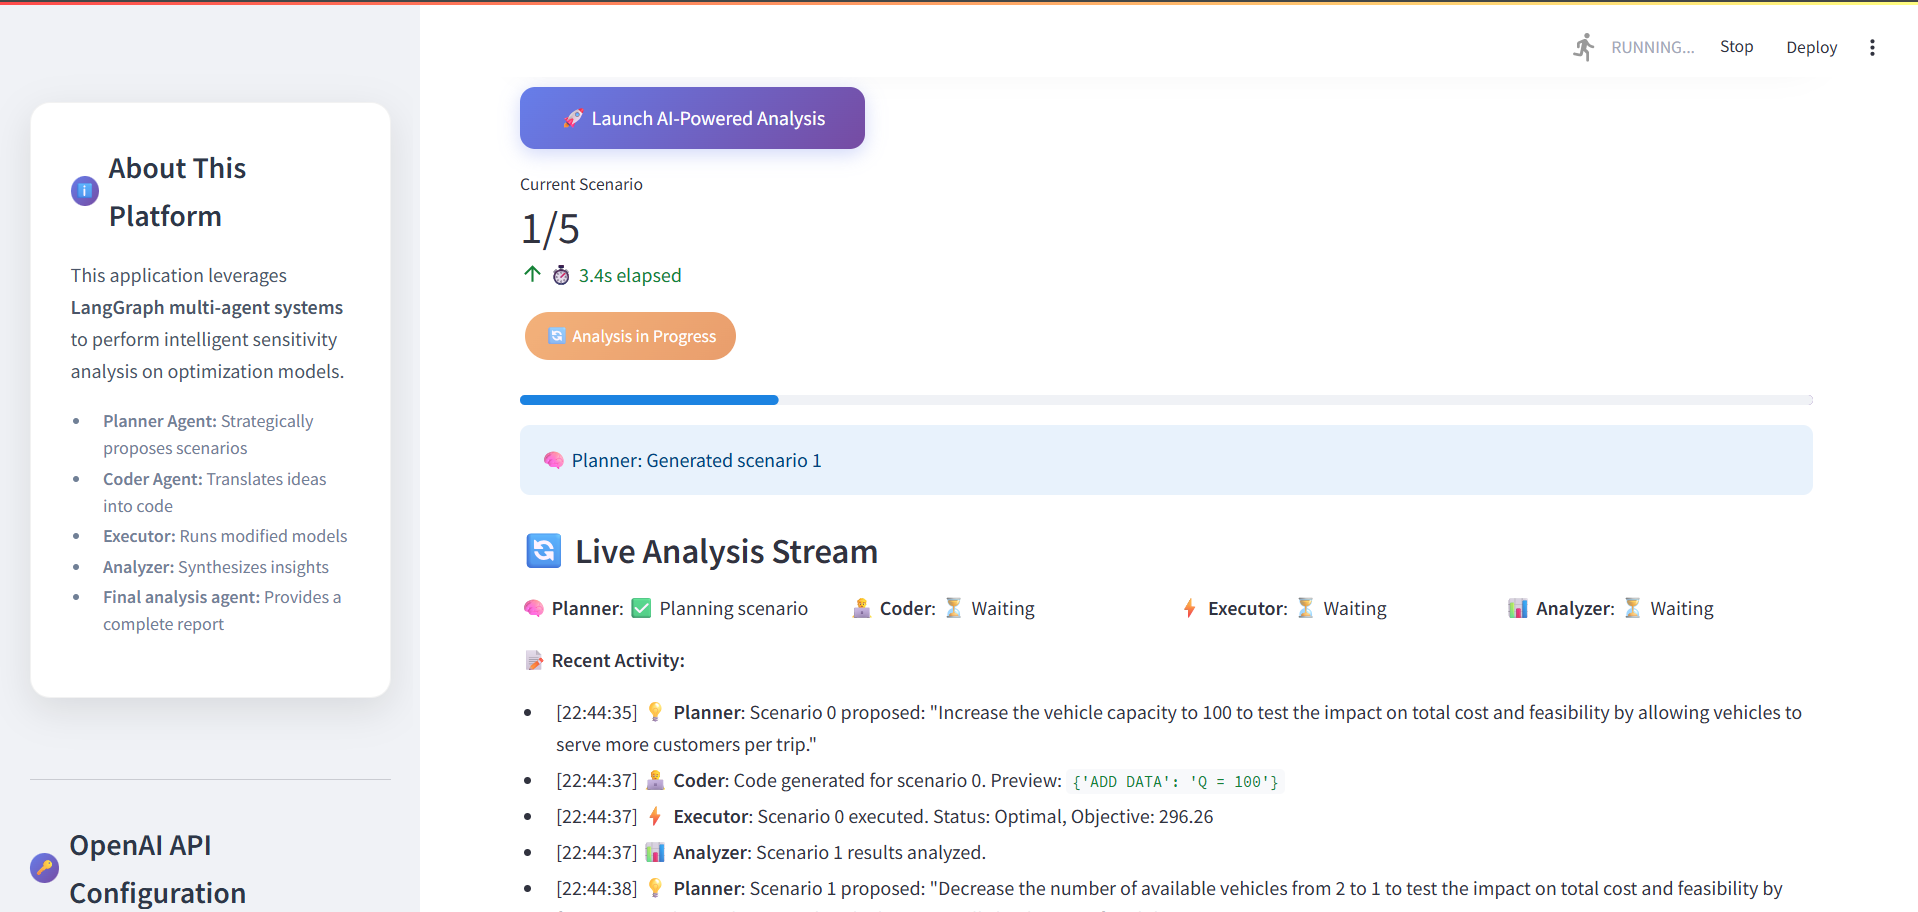 RUNNING...
Stop
Deploy
About This
Platform
This application leverages
LangGraph multi-agent systems
to perform intelligent sensitivity
analysis on optimization models.
• Planner Agent: Strategically
proposes scenarios
• Coder Agent: Translates ideas
into code
• Executor: Runs modified models
• Analyzer: Synthesizes insights
• Final analysis agent: Provides a
complete report
OpenAI API
Configuration
🚀 Launch AI-Powered Analysis
Current Scenario
1/5
↑ ⏱ 3.4s elapsed
🔄 Analysis in Progress
🧠 Planner: Generated scenario 1
🔄 Live Analysis Stream
🧠 Planner: ✅ Planning scenario
🧑‍💻 Coder: ⏳ Waiting
⚡ Executor: ⏳ Waiting
📊 Analyzer: ⏳ Waiting
📝 Recent Activity:
• [22:44:35] 💡 Planner: Scenario 0 proposed: "Increase the vehicle capacity to 100 to test the impact on total cost and feasibility by allowing vehicles to
serve more customers per trip."
• [22:44:37] 🧑‍💻 Coder: Code generated for scenario 0. Preview: {'ADD DATA': 'Q = 100'}
• [22:44:37] ⚡ Executor: Scenario 0 executed. Status: Optimal, Objective: 296.26
• [22:44:37] 📊 Analyzer: Scenario 1 results analyzed.
• [22:44:38] 💡 Planner: Scenario 1 proposed: "Decrease the number of available vehicles from 2 to 1 to test the impact on total cost and feasibility by